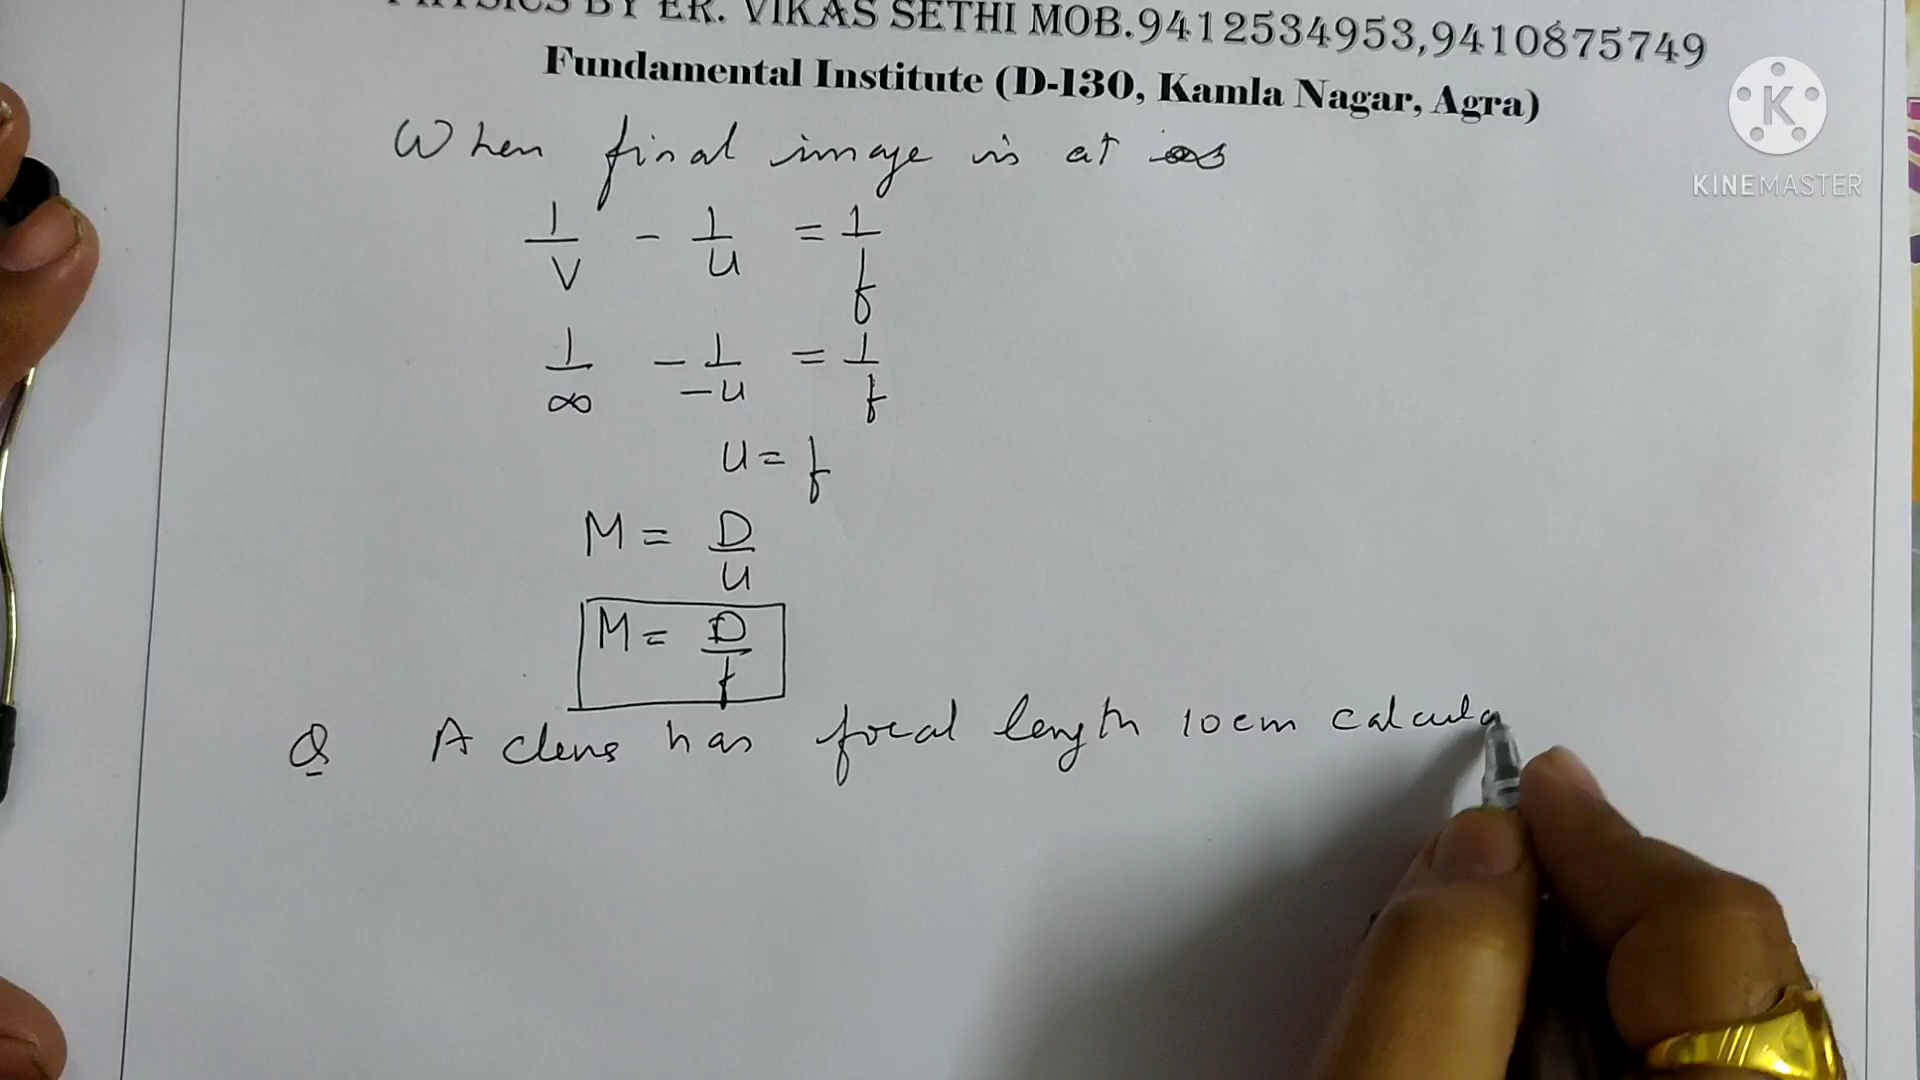 PHYSICS BY ER. VIKAS SETHI MOB.9412534953,9410875749
Fundamental Institute (D-130, Kamla Nagar, Agra)
K
KINEMASTER
When final image is at ∞
1/V - 1/u = 1/f
1/∞ - 1/-u = 1/f
u = f
M = D/u
M = D/f
Q A clens has focal length 10cm calcula